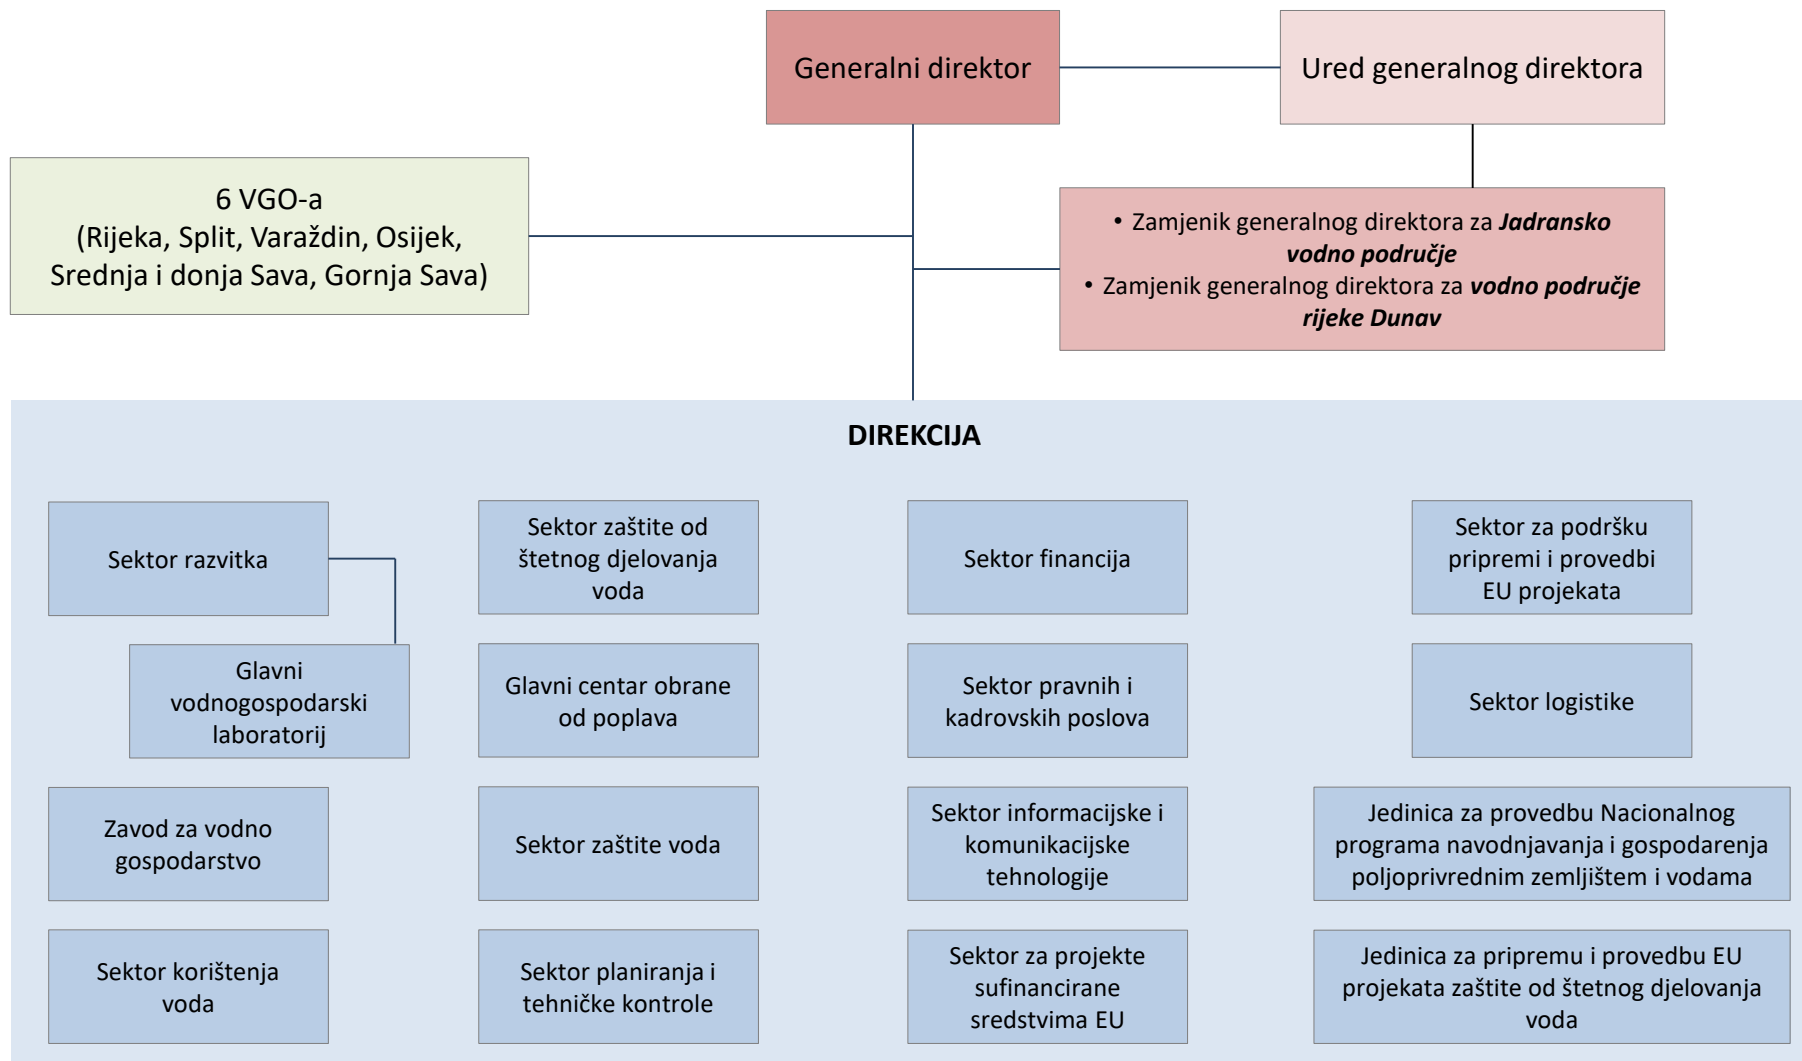 Generalni direktor
Ured generalnog direktora
6 VGO-a
(Rijeka, Split, Varaždin, Osijek,
Srednja i donja Sava, Gornja Sava)
• Zamjenik generalnog direktora za Jadransko
vodno područje
• Zamjenik generalnog direktora za vodno područje
rijeke Dunav
DIREKCIJA
Sektor razvitka
Sektor zaštite od
štetnog djelovanja
voda
Sektor financija
Sektor za podršku
pripremi i provedbi
EU projekata
Glavni
vodnogospodarski
laboratorij
Glavni centar obrane
od poplava
Sektor pravnih i
kadrovskih poslova
Sektor logistike
Zavod za vodno
gospodarstvo
Sektor zaštite voda
Sektor informacijske i
komunikacijske
tehnologije
Jedinica za provedbu Nacionalnog
programa navodnjavanja i gospodarenja
poljoprivrednim zemljištem i vodama
Sektor korištenja
voda
Sektor planiranja i
tehničke kontrole
Sektor za projekte
sufinancirane
sredstvima EU
Jedinica za pripremu i provedbu EU
projekata zaštite od štetnog djelovanja
voda